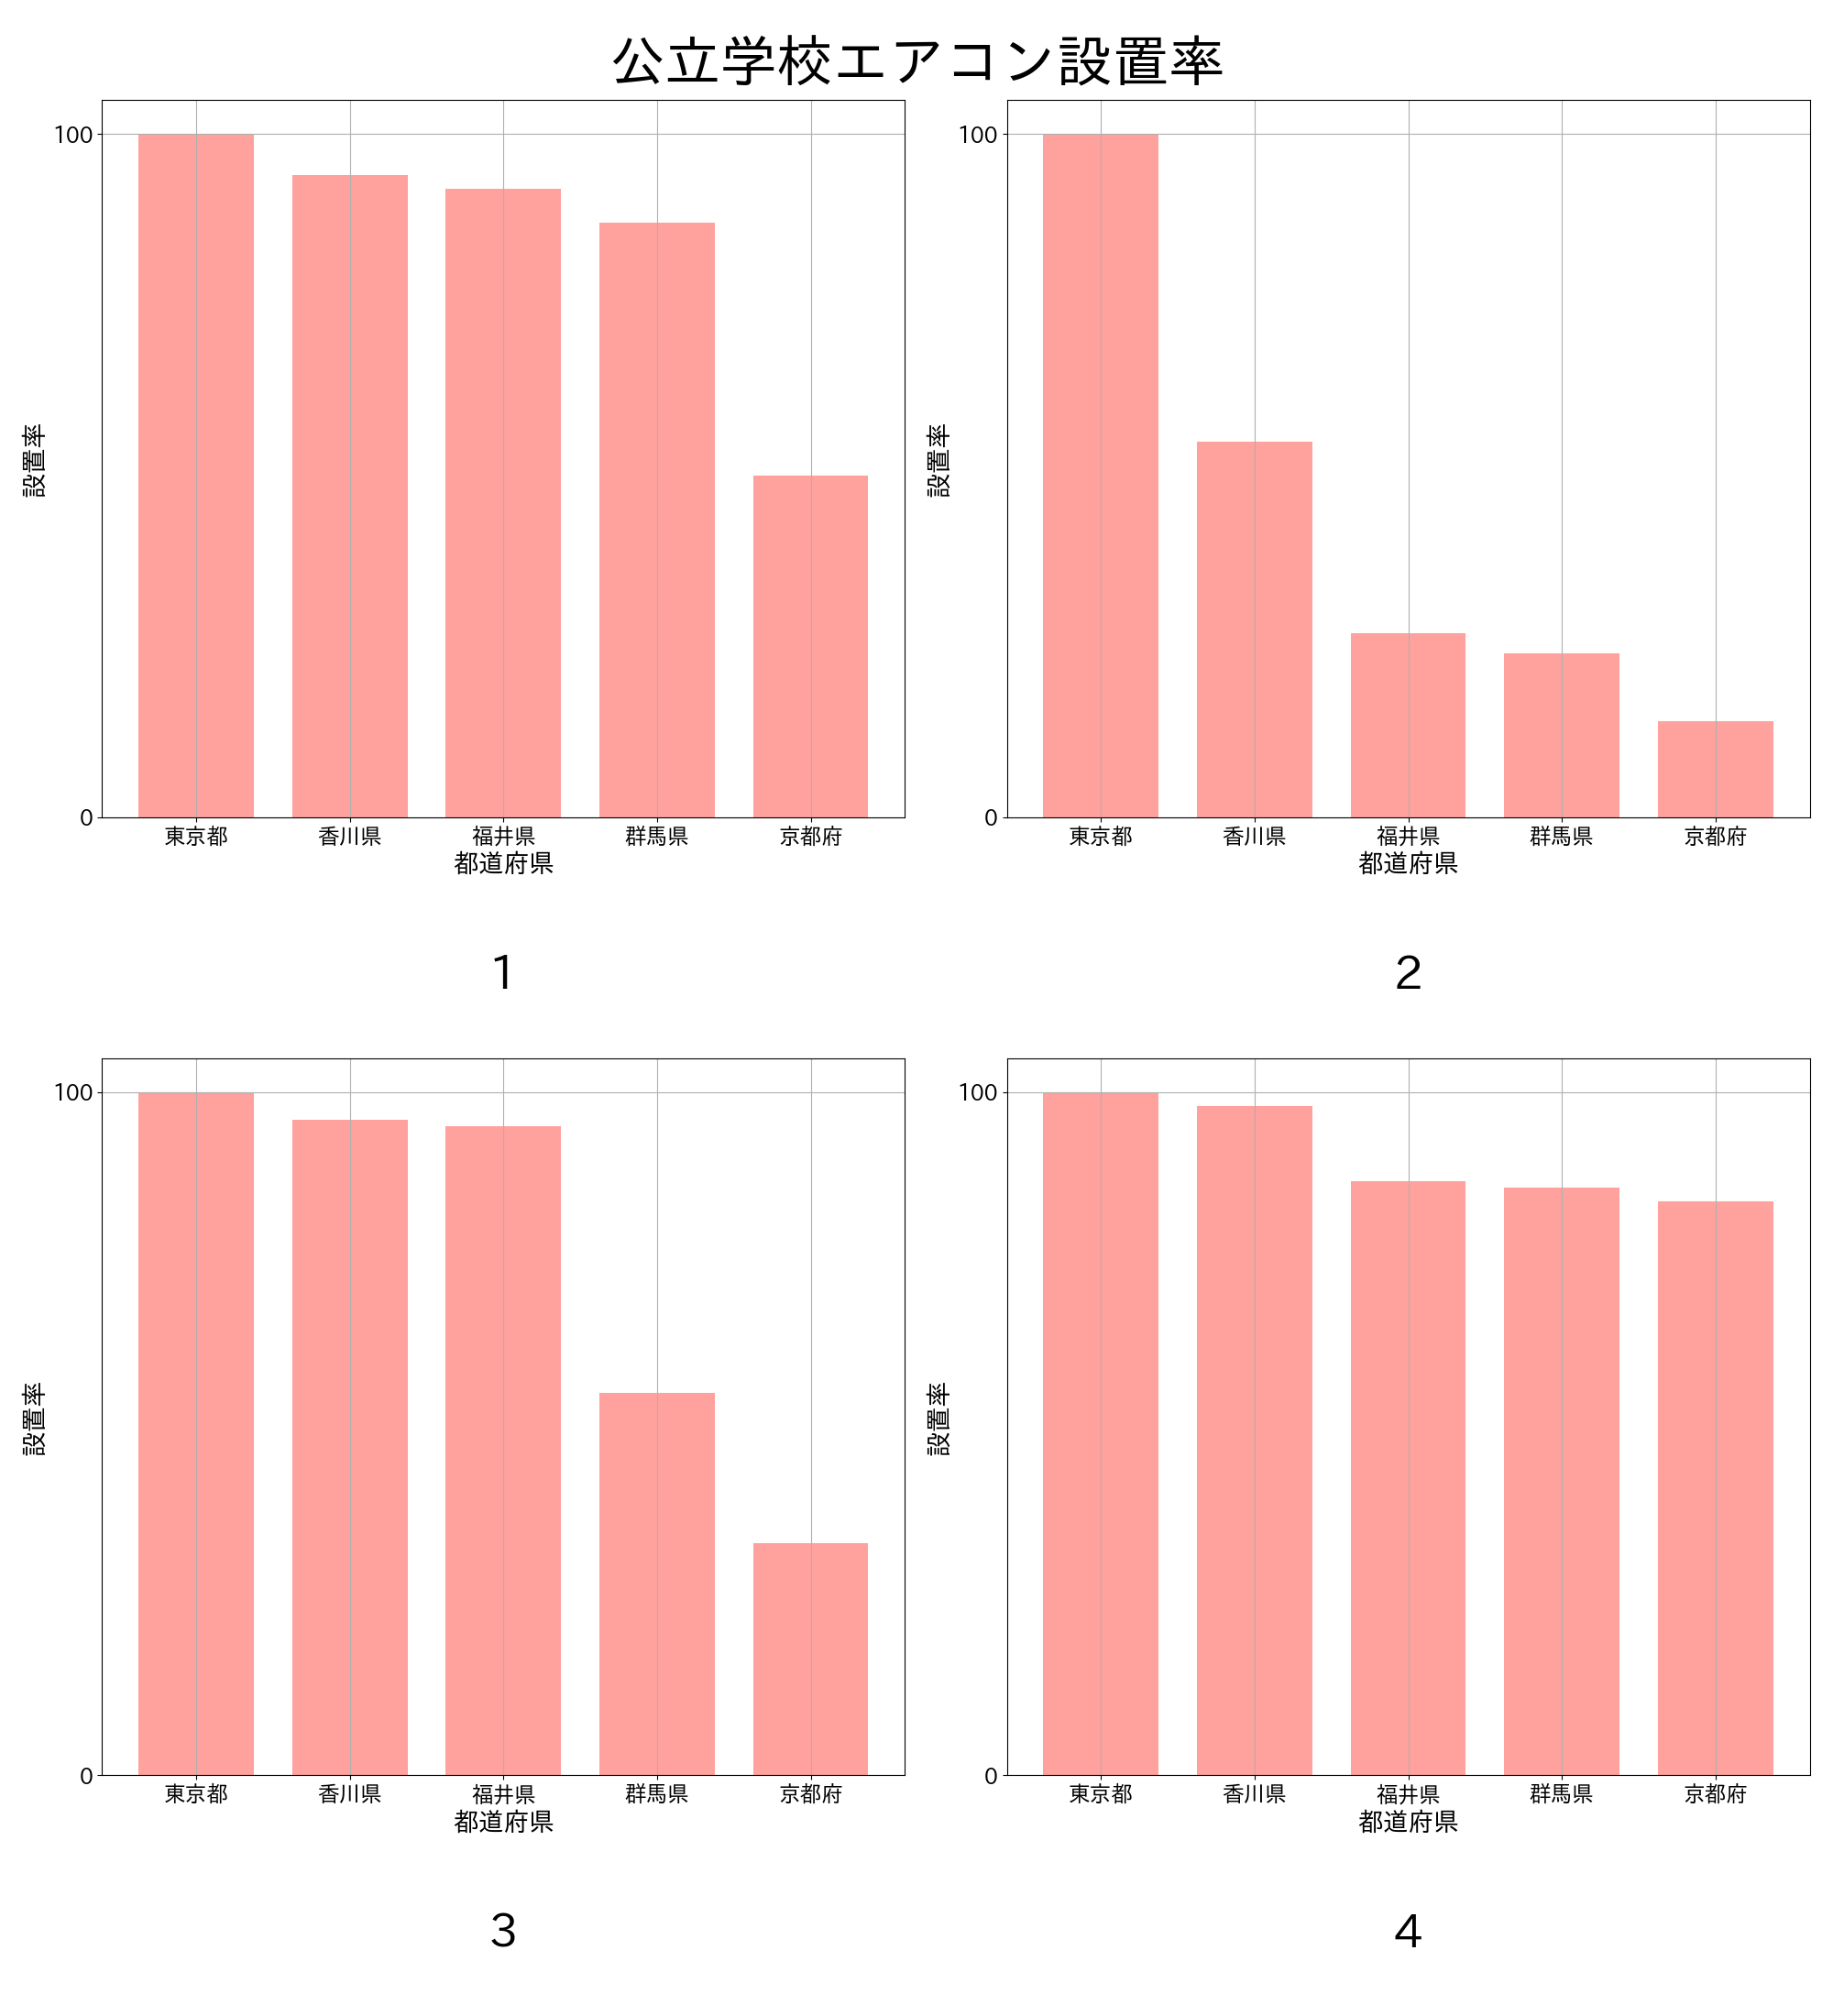 公立学校エアコン設置率
100
0
設置率
東京都 香川県 福井県 群馬県 京都府
都道府県
1
100
0
設置率
東京都 香川県 福井県 群馬県 京都府
都道府県
2
100
0
設置率
東京都 香川県 福井県 群馬県 京都府
都道府県
3
100
0
設置率
東京都 香川県 福井県 群馬県 京都府
都道府県
4